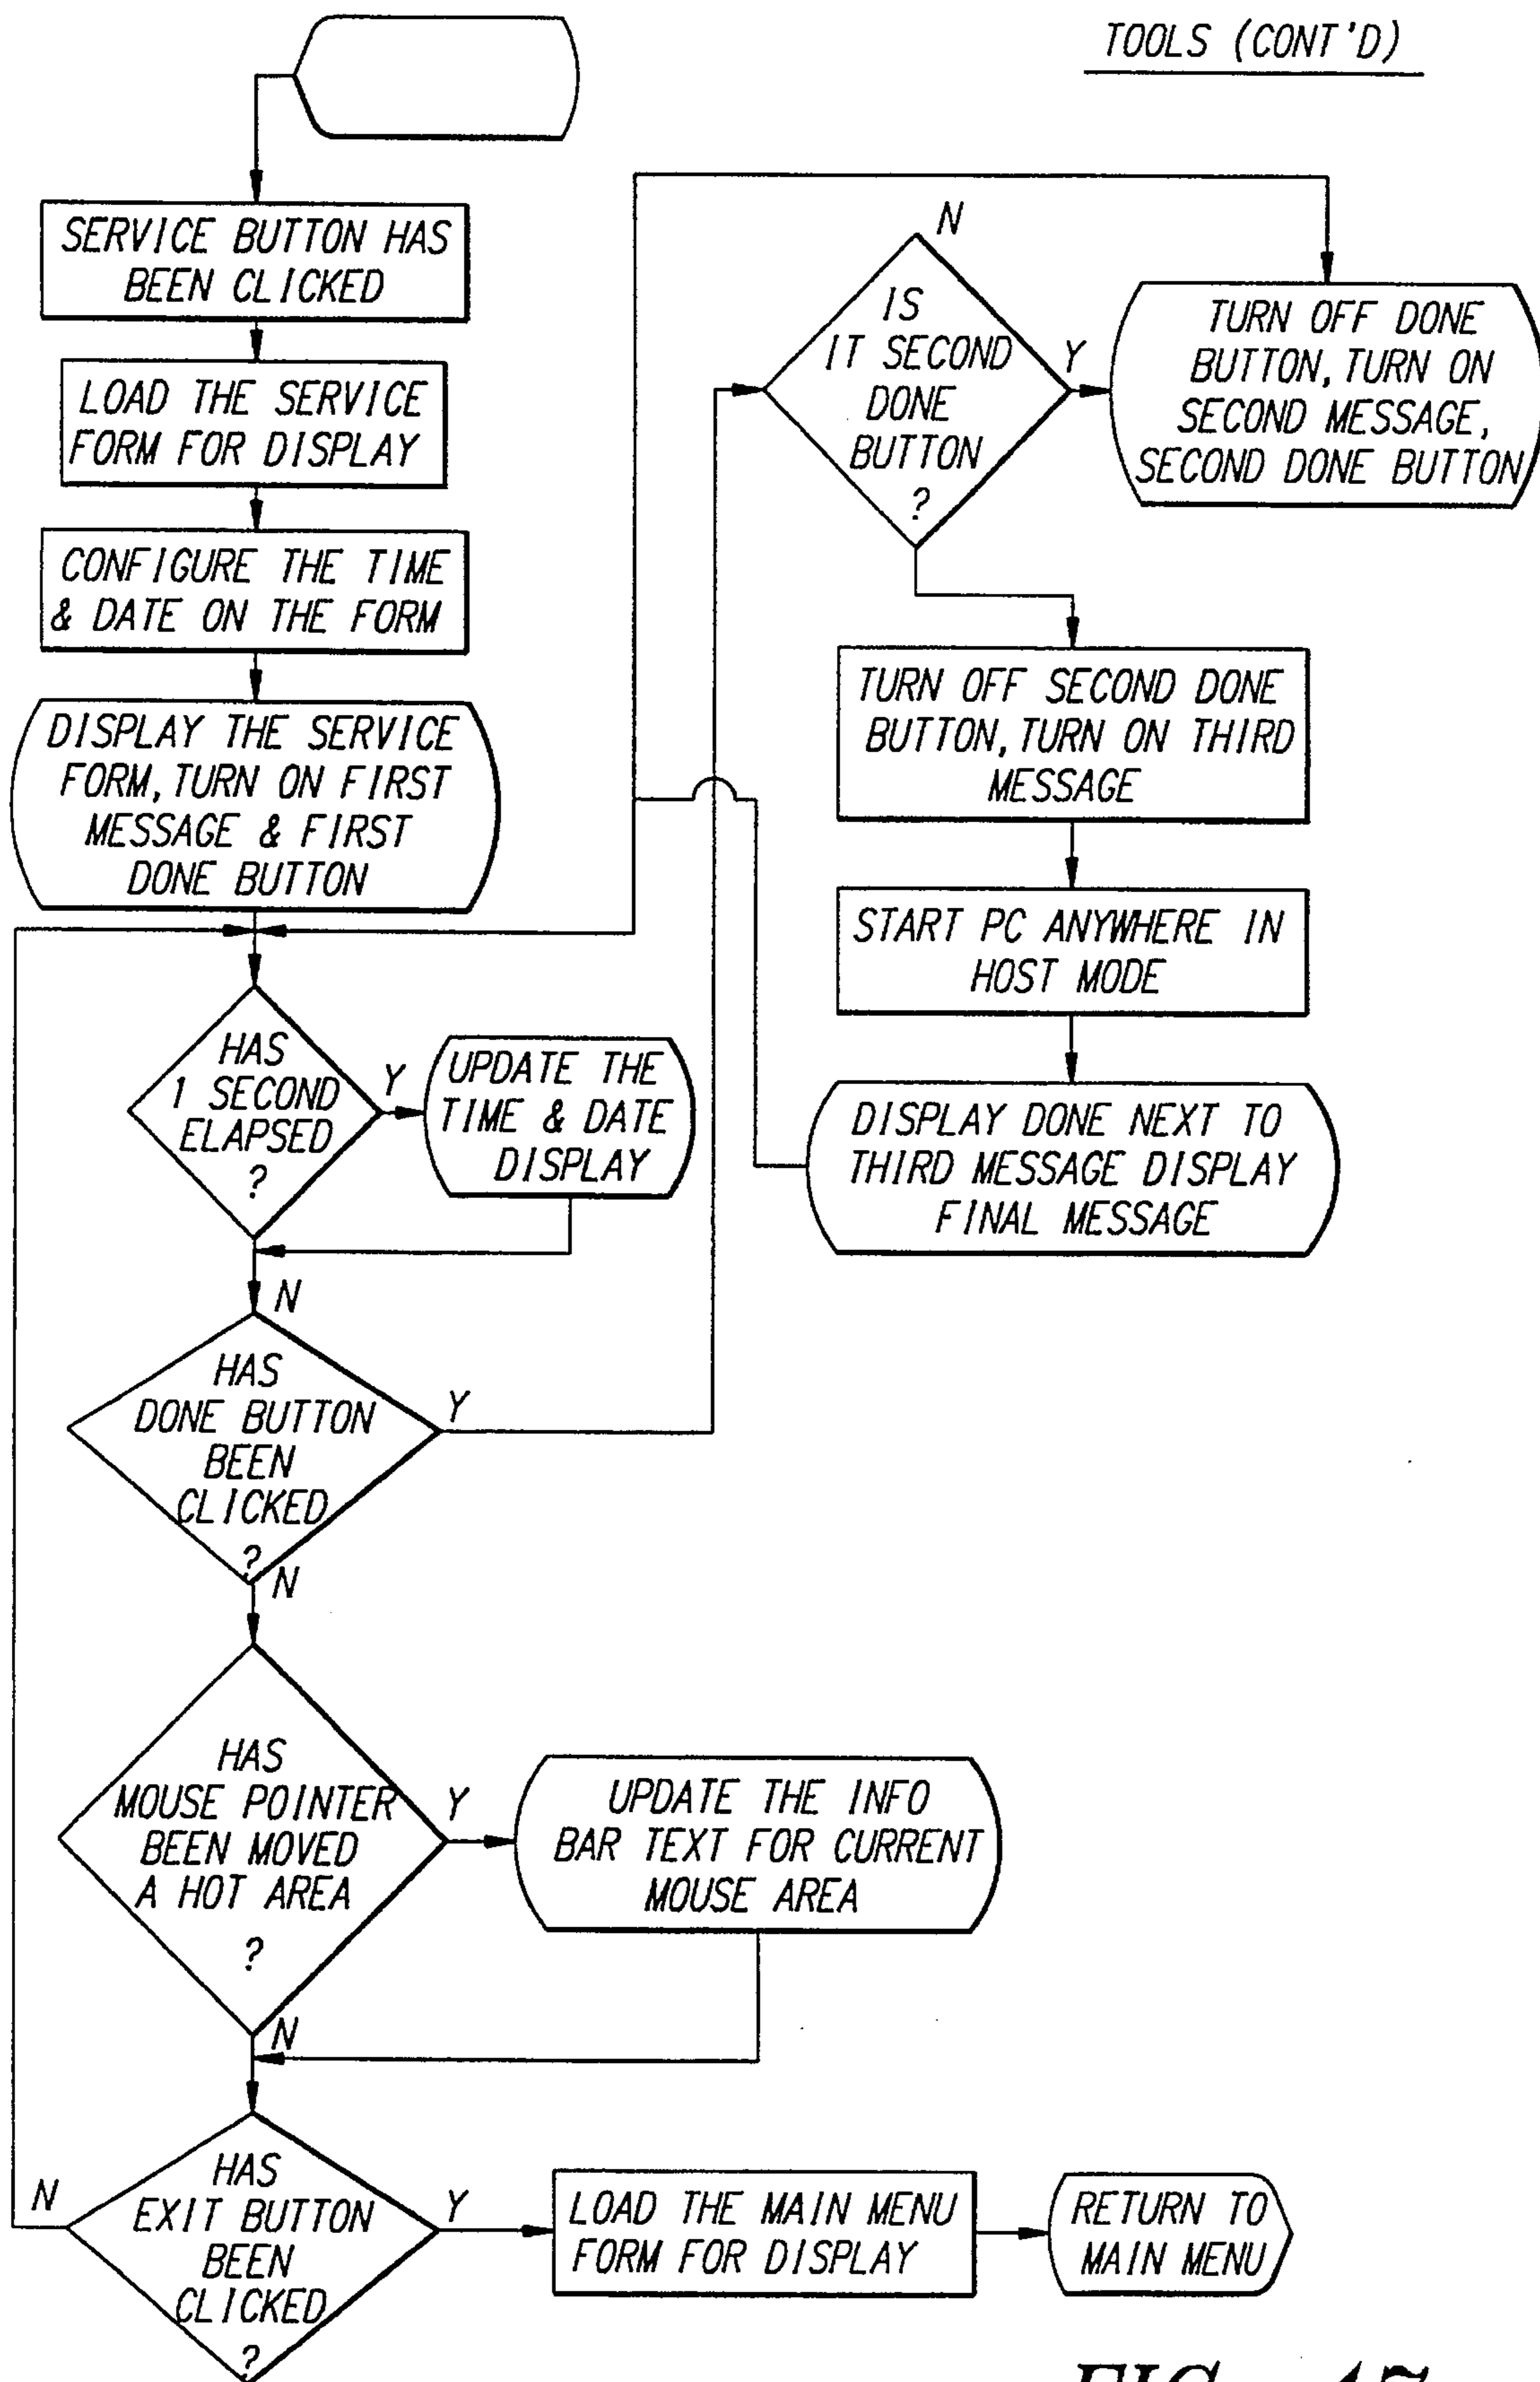 TOOLS (CONT'D)
SERVICE BUTTON HAS
BEEN CLICKED
LOAD THE SERVICE
FORM FOR DISPLAY
CONFIGURE THE TIME
& DATE ON THE FORM
DISPLAY THE SERVICE
FORM, TURN ON FIRST
MESSAGE & FIRST
DONE BUTTON
HAS
1 SECOND
ELAPSED
?
Y
UPDATE THE
TIME & DATE
DISPLAY
N
HAS
DONE BUTTON
BEEN
CLICKED
?
Y
N
HAS
MOUSE POINTER
BEEN MOVED
A HOT AREA
?
Y
UPDATE THE INFO
BAR TEXT FOR CURRENT
MOUSE AREA
N
HAS
EXIT BUTTON
BEEN
CLICKED
?
N
Y
LOAD THE MAIN MENU
FORM FOR DISPLAY
RETURN TO
MAIN MENU
N
IS
IT SECOND
DONE
BUTTON
?
Y
TURN OFF DONE
BUTTON, TURN ON
SECOND MESSAGE,
SECOND DONE BUTTON
TURN OFF SECOND DONE
BUTTON, TURN ON THIRD
MESSAGE
START PC ANYWHERE IN
HOST MODE
DISPLAY DONE NEXT TO
THIRD MESSAGE DISPLAY
FINAL MESSAGE